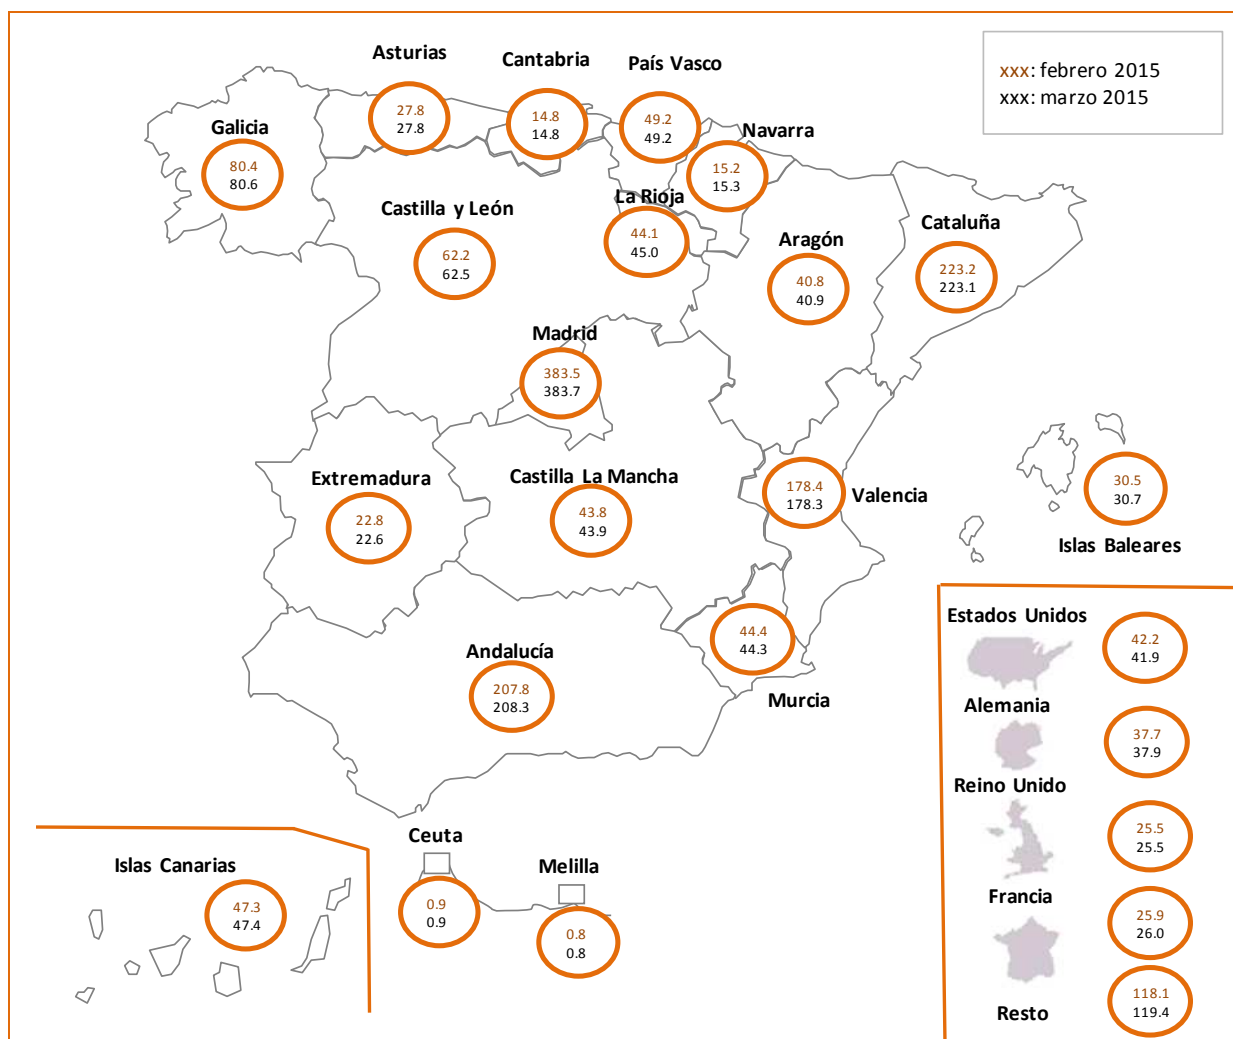 xxx: febrero 2015
xxx: marzo 2015
Asturias
27.8
27.8
Cantabria
14.8
14.8
País Vasco
49.2
49.2
Navarra
15.2
15.3
Galicia
80.4
80.6
Castilla y León
62.2
62.5
La Rioja
44.1
45.0
Aragón
40.8
40.9
Cataluña
223.2
223.1
Madrid
383.5
383.7
Extremadura
22.8
22.6
Castilla La Mancha
43.8
43.9
178.4
178.3
Valencia
30.5
30.7
Islas Baleares
44.4
44.3
Murcia
Andalucía
207.8
208.3
Islas Canarias
47.3
47.4
Ceuta
0.9
0.9
Melilla
0.8
0.8
Estados Unidos
42.2
41.9
Alemania
37.7
37.9
Reino Unido
25.5
25.5
Francia
25.9
26.0
Resto
118.1
119.4